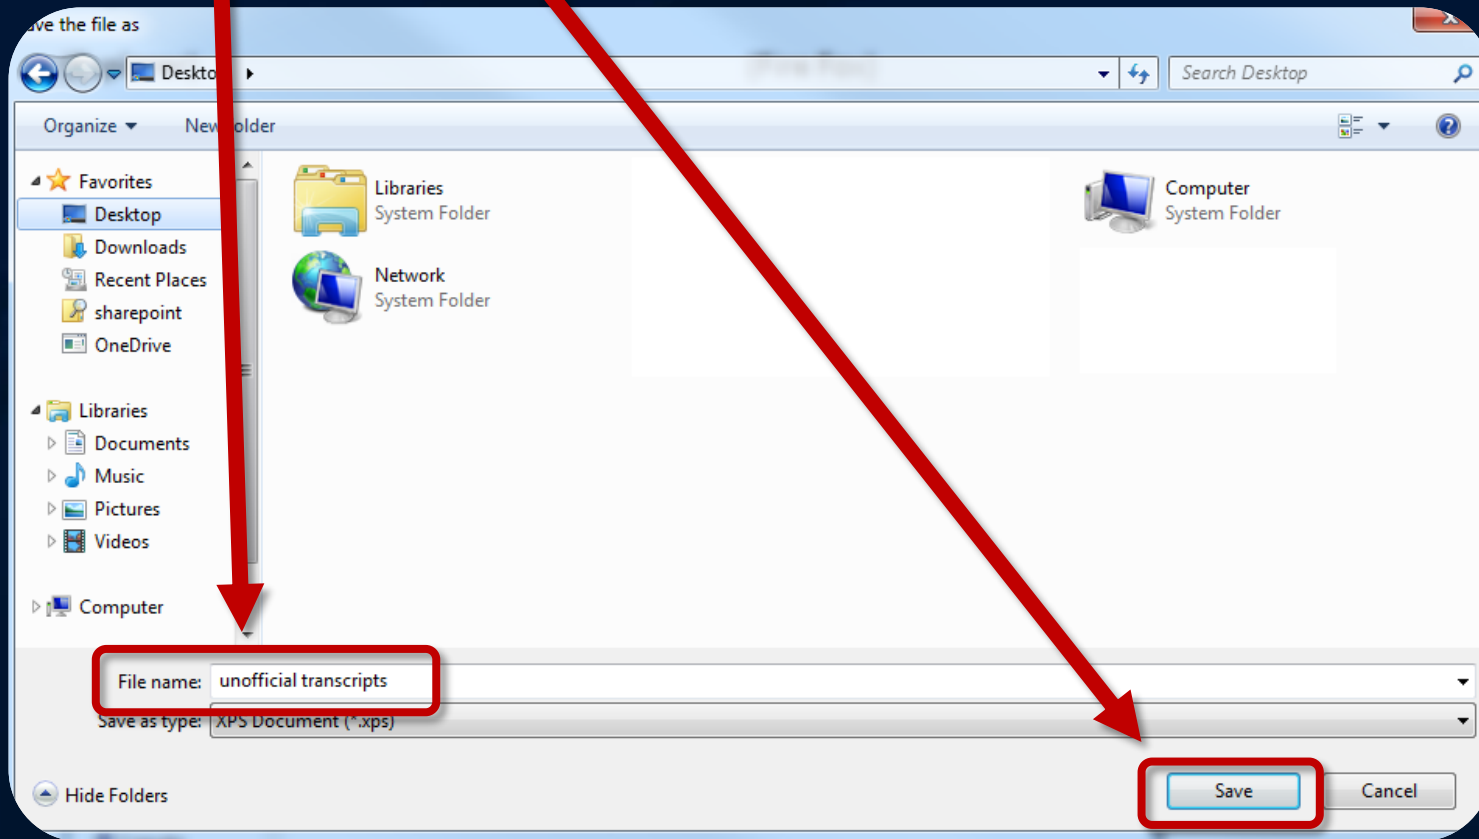 ave the file as
Desktop
Search Desktop
Organize
New folder
Favorites
Desktop
Downloads
Recent Places
sharepoint
OneDrive
Libraries
Documents
Music
Pictures
Videos
Computer
Libraries
System Folder
Computer
System Folder
Network
System Folder
File name: unofficial transcripts
Save as type: XPS Document (*.xps)
Hide Folders
Save
Cancel